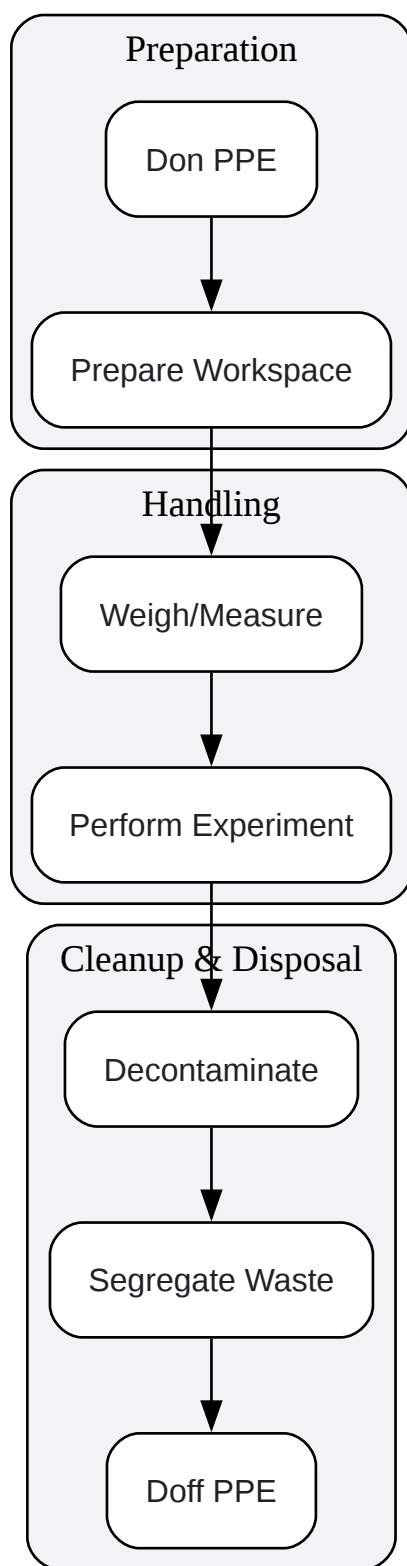 Preparation
Don PPE
Prepare Workspace
Handling
Weigh/Measure
Perform Experiment
Cleanup & Disposal
Decontaminate
Segregate Waste
Doff PPE